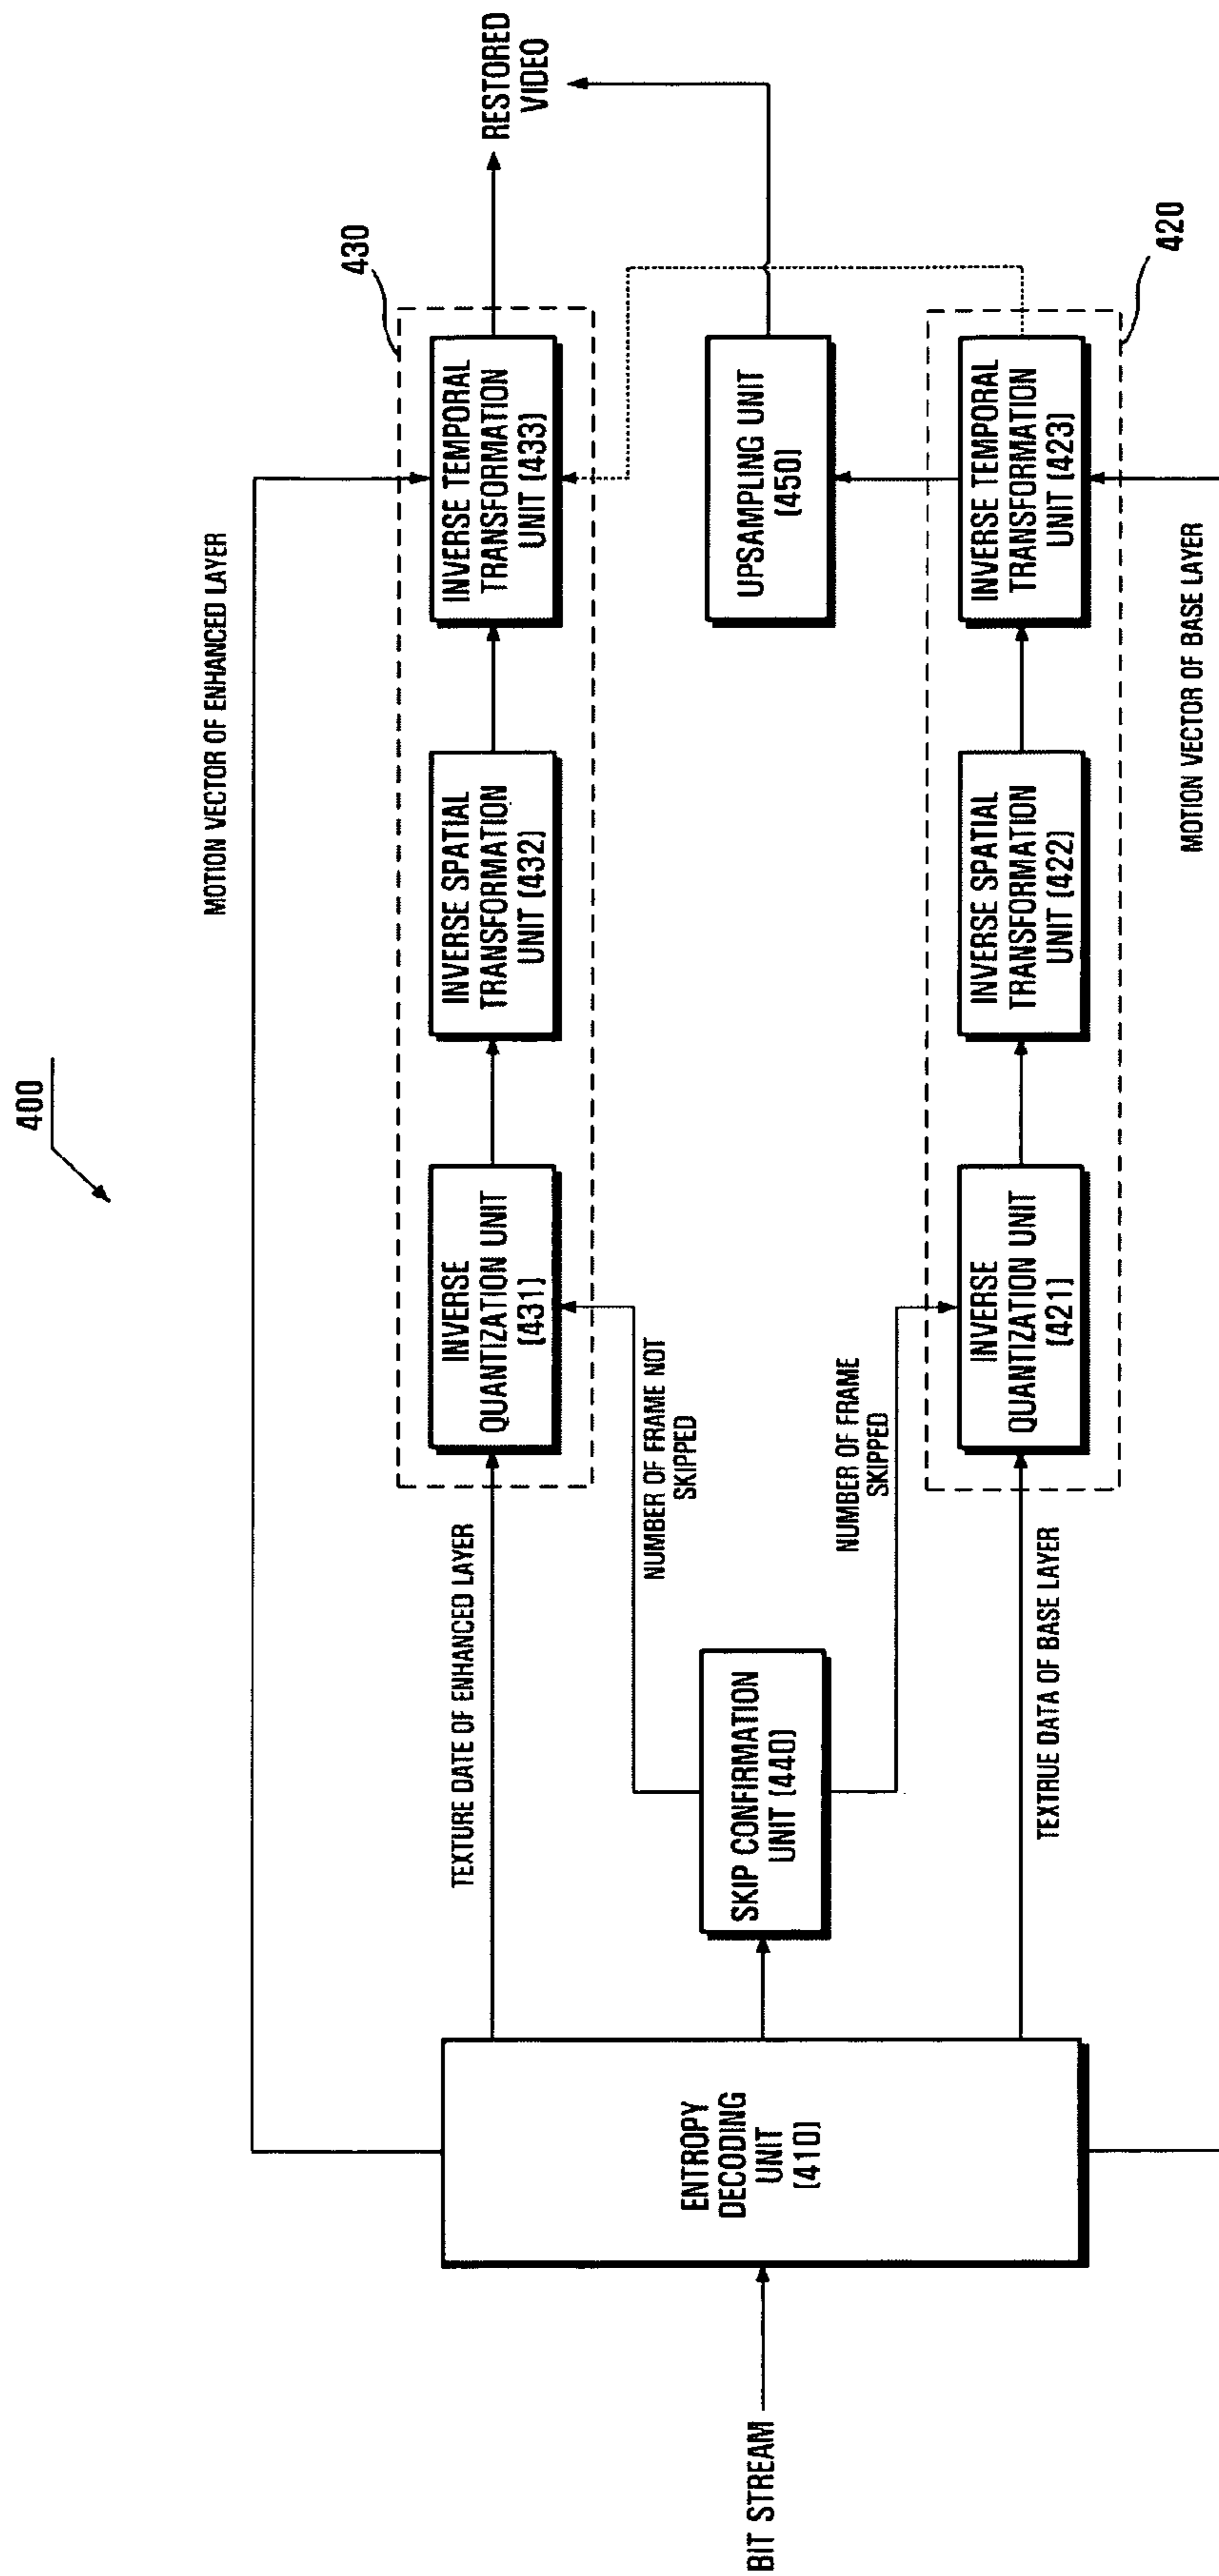 400
MOTION VECTOR OF ENHANCED LAYER
430
RESTORED
VIDEO
TEXTURE DATE OF ENHANCED LAYER
INVERSE
QUANTIZATION UNIT
(431)
INVERSE SPATIAL
TRANSFORMATION
UNIT (432)
INVERSE TEMPORAL
TRANSFORMATION
UNIT (433)
NUMBER OF FRAME NOT
SKIPPED
BIT STREAM
ENTROPY
DECODING
UNIT
(410)
SKIP CONFIRMATION
UNIT (440)
UPSAMPLING UNIT
(450)
NUMBER OF FRAME
SKIPPED
TEXTRUE DATA OF BASE LAYER
INVERSE
QUANTIZATION UNIT
(421)
INVERSE SPATIAL
TRANSFORMATION
UNIT (422)
INVERSE TEMPORAL
TRANSFORMATION
UNIT (423)
420
MOTION VECTOR OF BASE LAYER